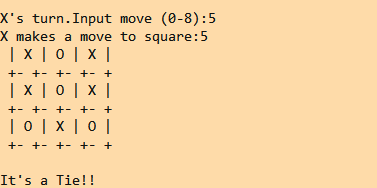 X's turn.Input move (0-8):5
X makes a move to square:5
| X | O | X |
+- +- +- +
| X | O | X |
+- +- +- +
| O | X | O |
+- +- +- +
It's a Tie!!